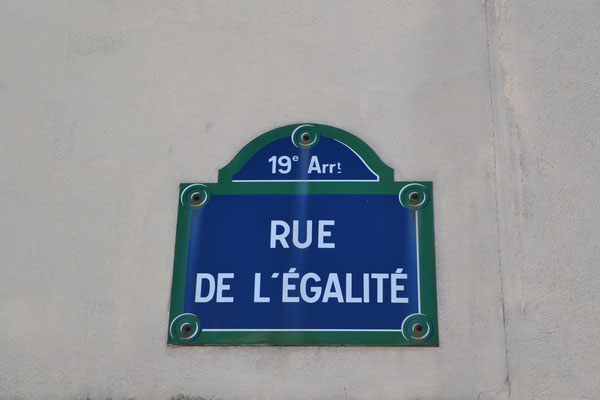 19e Arrt
RUE
DE L'ÉGALITÉ